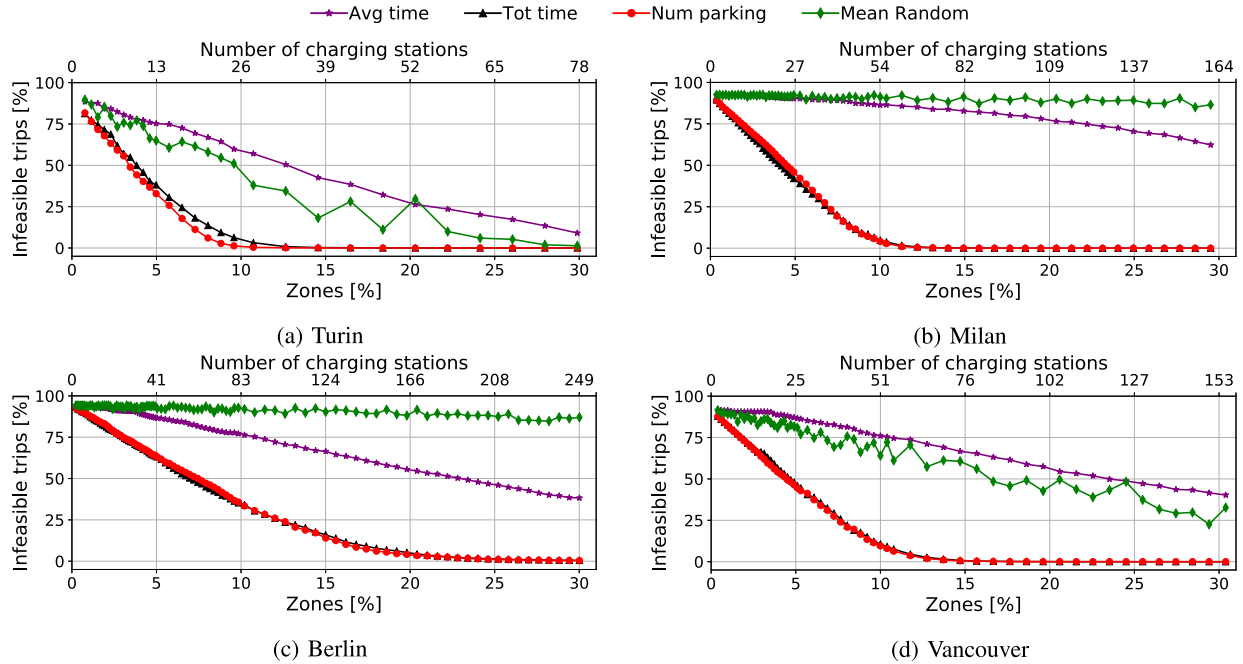 Avg time Tot time Num parking Mean Random
Number of charging stations
0 13 26 39 52 65 78
100
75
50
25
0
Infeasible trips [%]
0 5 10 15 20 25 30
Zones [%]
(a) Turin
Number of charging stations
0 27 54 82 109 137 164
100
75
50
25
0
Infeasible trips [%]
0 5 10 15 20 25 30
Zones [%]
(b) Milan
Number of charging stations
0 41 83 124 166 208 249
100
75
50
25
0
Infeasible trips [%]
0 5 10 15 20 25 30
Zones [%]
(c) Berlin
Number of charging stations
0 25 51 76 102 127 153
100
75
50
25
0
Infeasible trips [%]
0 5 10 15 20 25 30
Zones [%]
(d) Vancouver